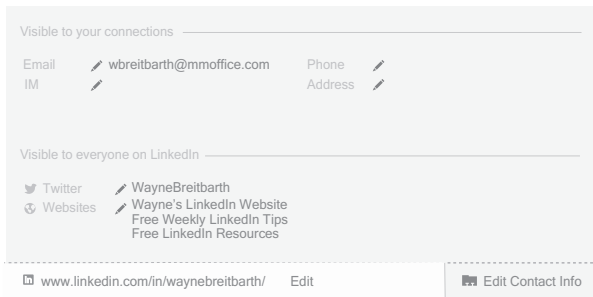 Visible to your connections
Email wbreitbarth@mmoffice.com Phone
IM Address
Visible to everyone on LinkedIn
Twitter WayneBreitbarth
Websites Wayne's LinkedIn Website
Free Weekly LinkedIn Tips
Free LinkedIn Resources
in www.linkedin.com/in/waynebreitbarth/ Edit Edit Contact Info